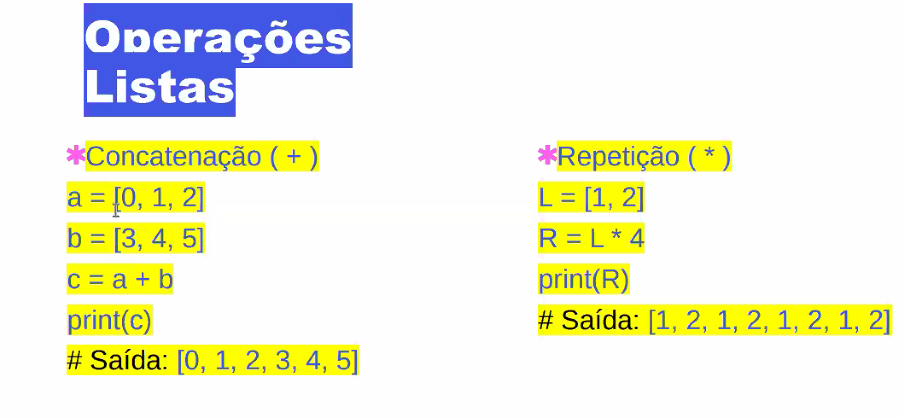 Operações
Listas
*Concatenação ( + )
a = [0, 1, 2]
b = [3, 4, 5]
c = a + b
print(c)
# Saída: [0, 1, 2, 3, 4, 5]
*Repetição ( * )
L = [1, 2]
R = L * 4
print(R)
# Saída: [1, 2, 1, 2, 1, 2, 1, 2]